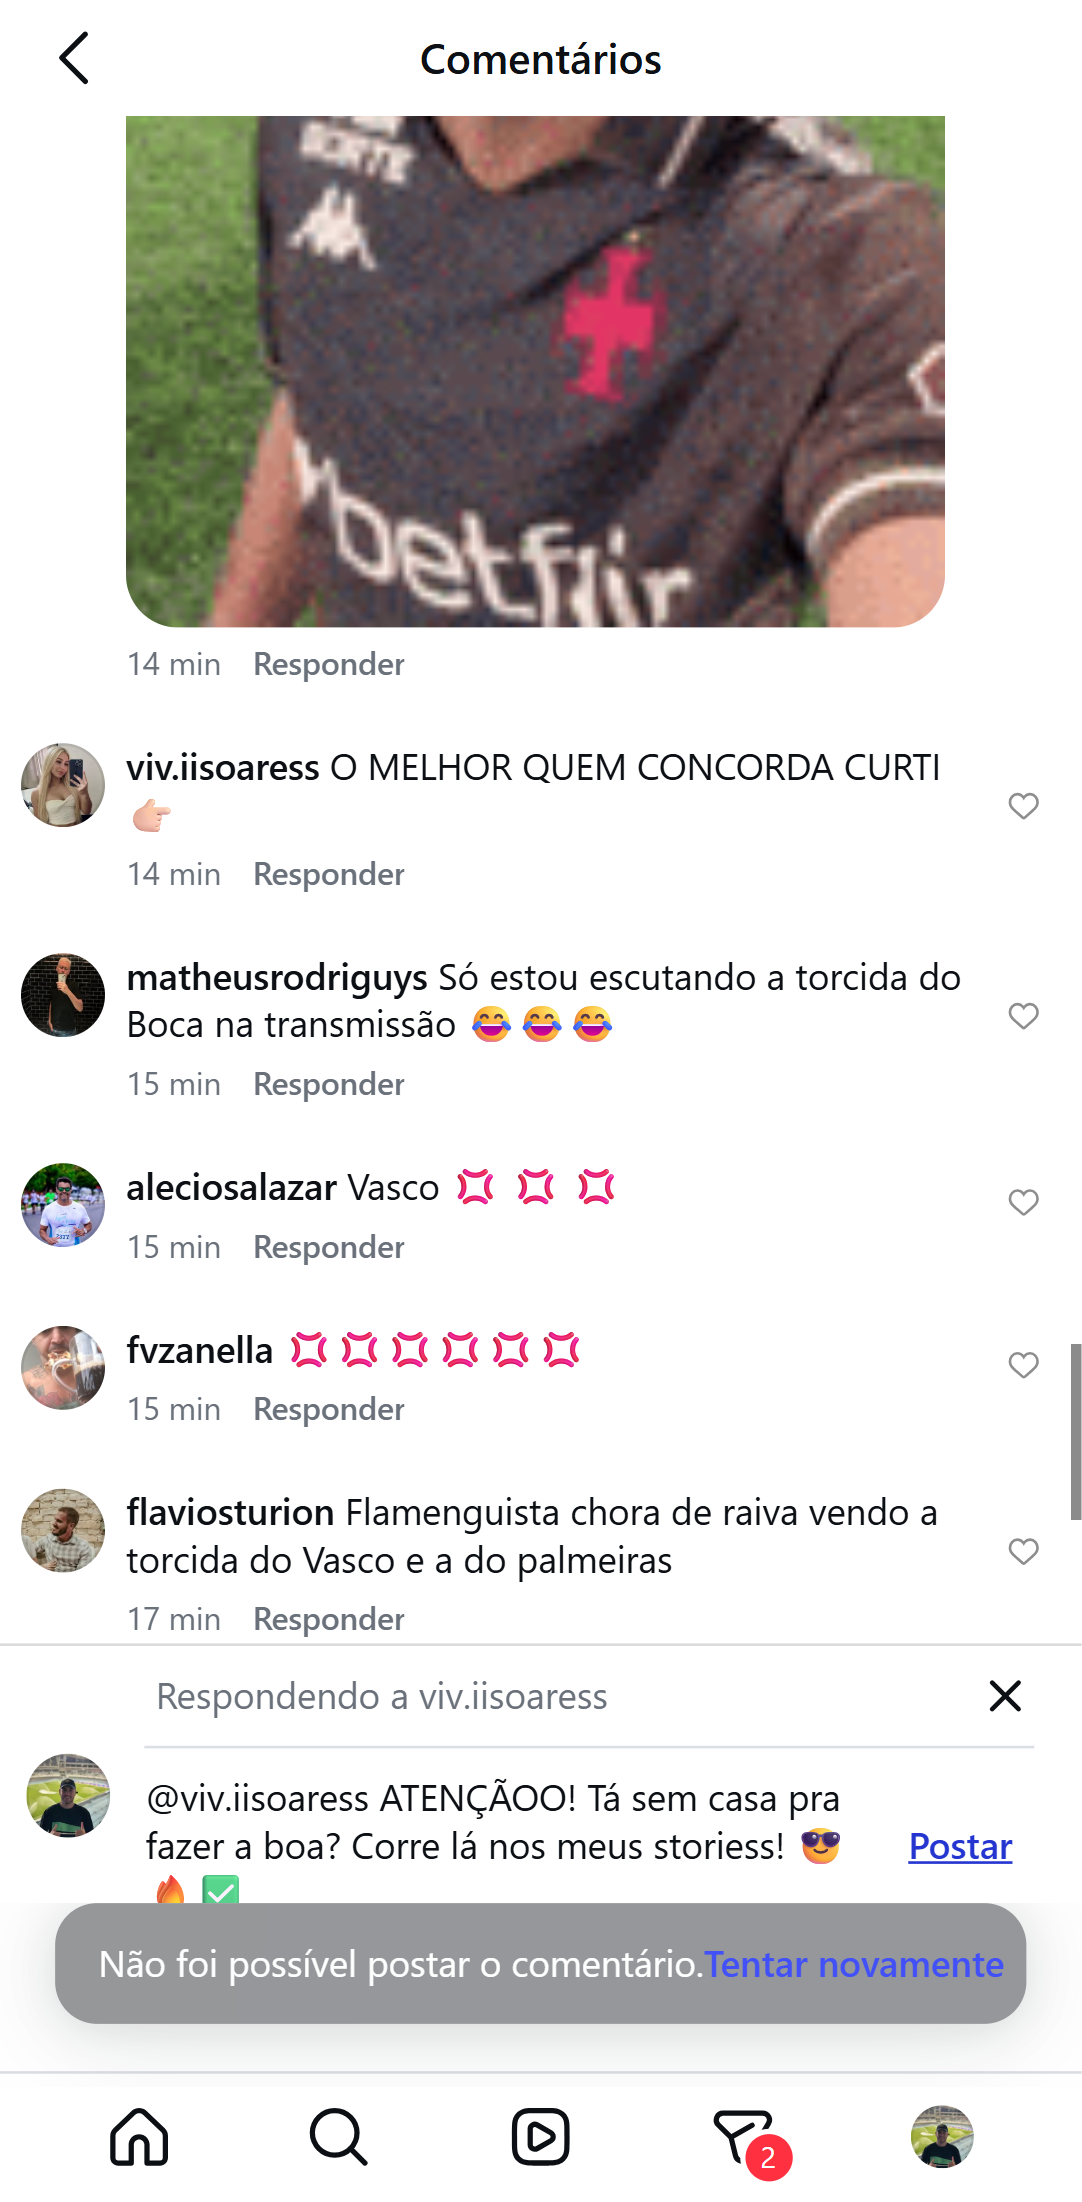 Comentários
NORTE
betfair
14 min Responder
viv.iisoaress O MELHOR QUEM CONCORDA CURTI
👉🏻
14 min Responder
matheusrodriguys Só estou escutando a torcida do
Boca na transmissão 😂😂😂
15 min Responder
aleciosalazar Vasco 💢 💢 💢
15 min Responder
fvzanella 💢💢💢💢💢💢
15 min Responder
flaviosturion Flamenguista chora de raiva vendo a
torcida do Vasco e a do palmeiras
17 min Responder
Respondendo a viv.iisoaress
@viv.iisoaress ATENÇÃOO! Tá sem casa pra
fazer a boa? Corre lá nos meus storiess! 😎
🔥 ✅
Postar
Não foi possível postar o comentário.Tentar novamente
2